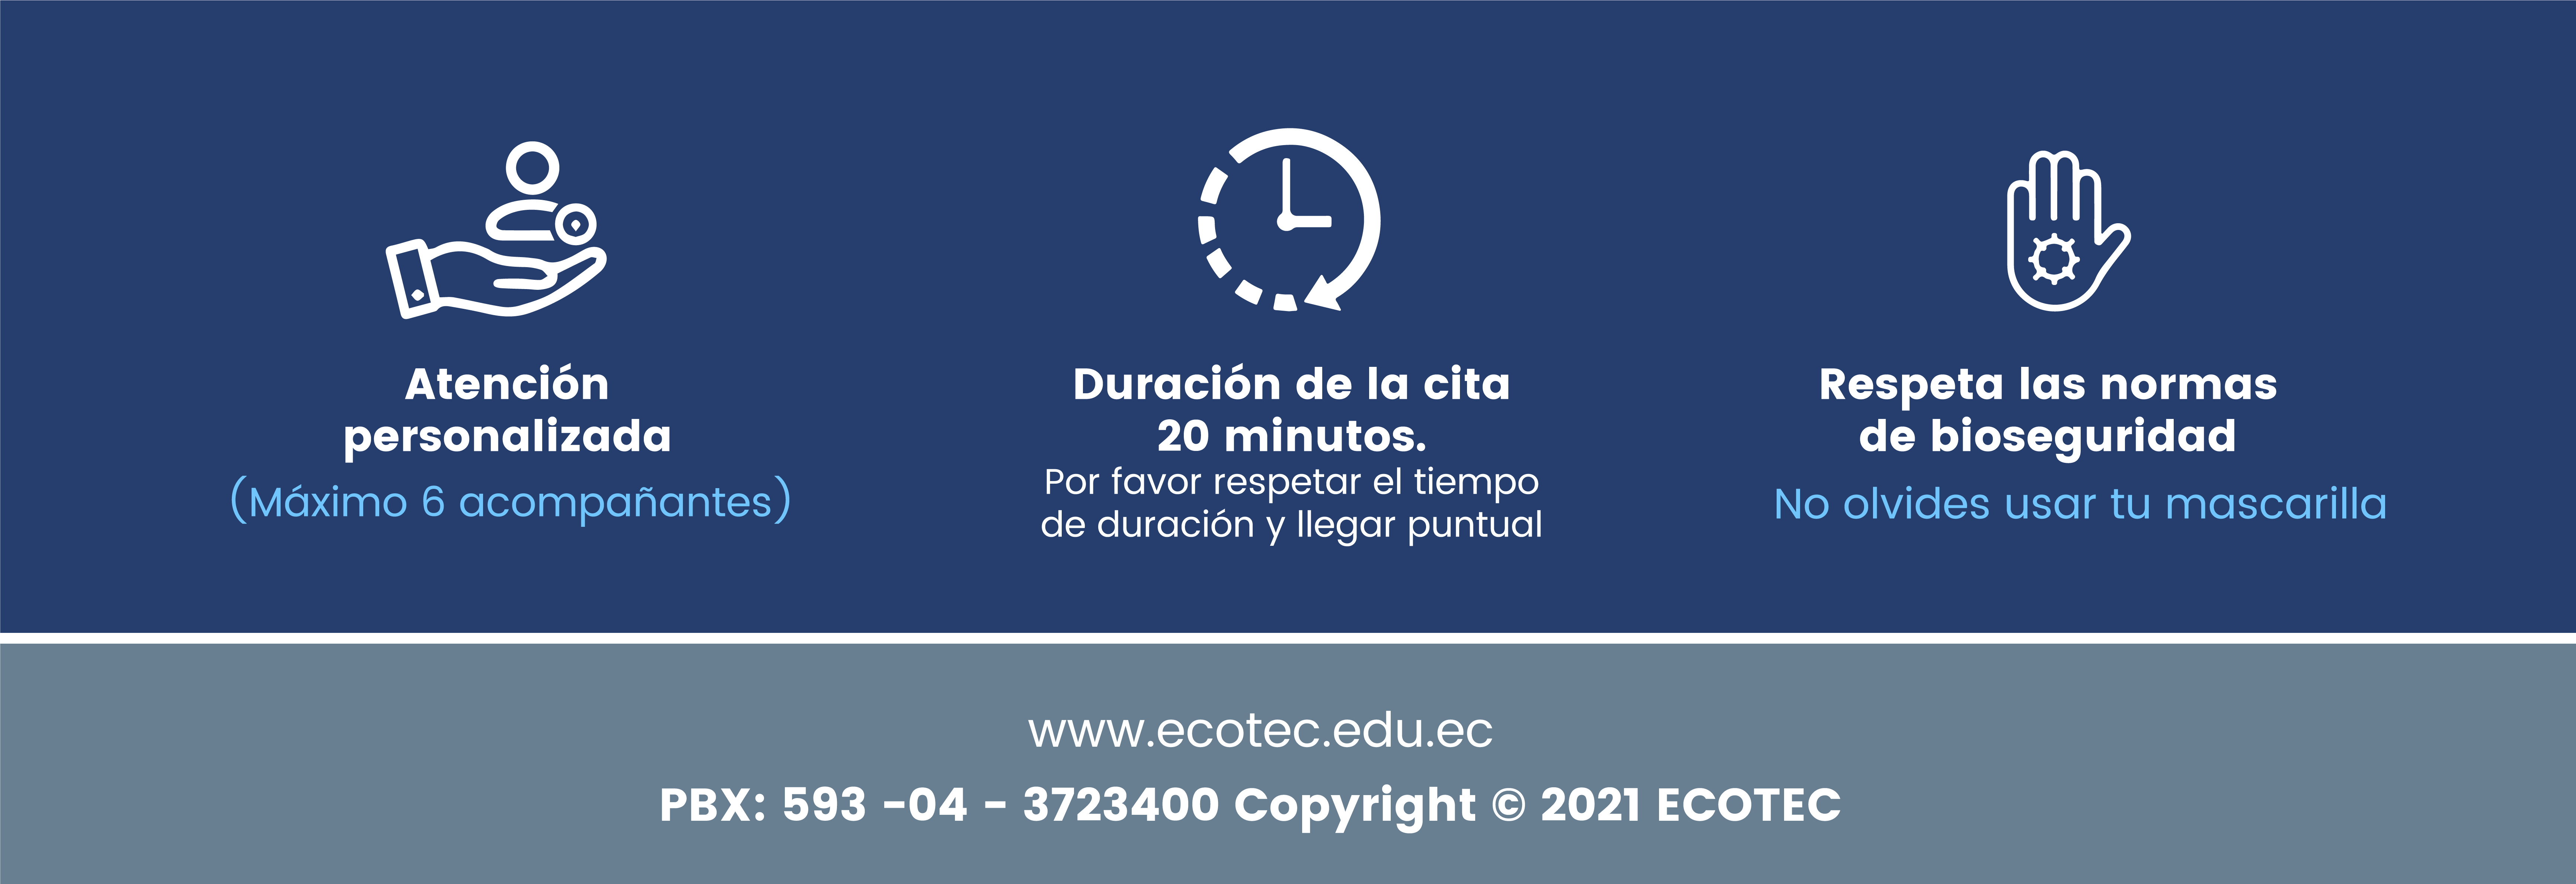 Atención
personalizada
(Máximo 6 acompañantes)
Duración de la cita
20 minutos.
Por favor respetar el tiempo
de duración y llegar puntual
Respeta las normas
de bioseguridad
No olvides usar tu mascarilla
www.ecotec.edu.ec
PBX: 593 -04 - 3723400 Copyright © 2021 ECOTEC